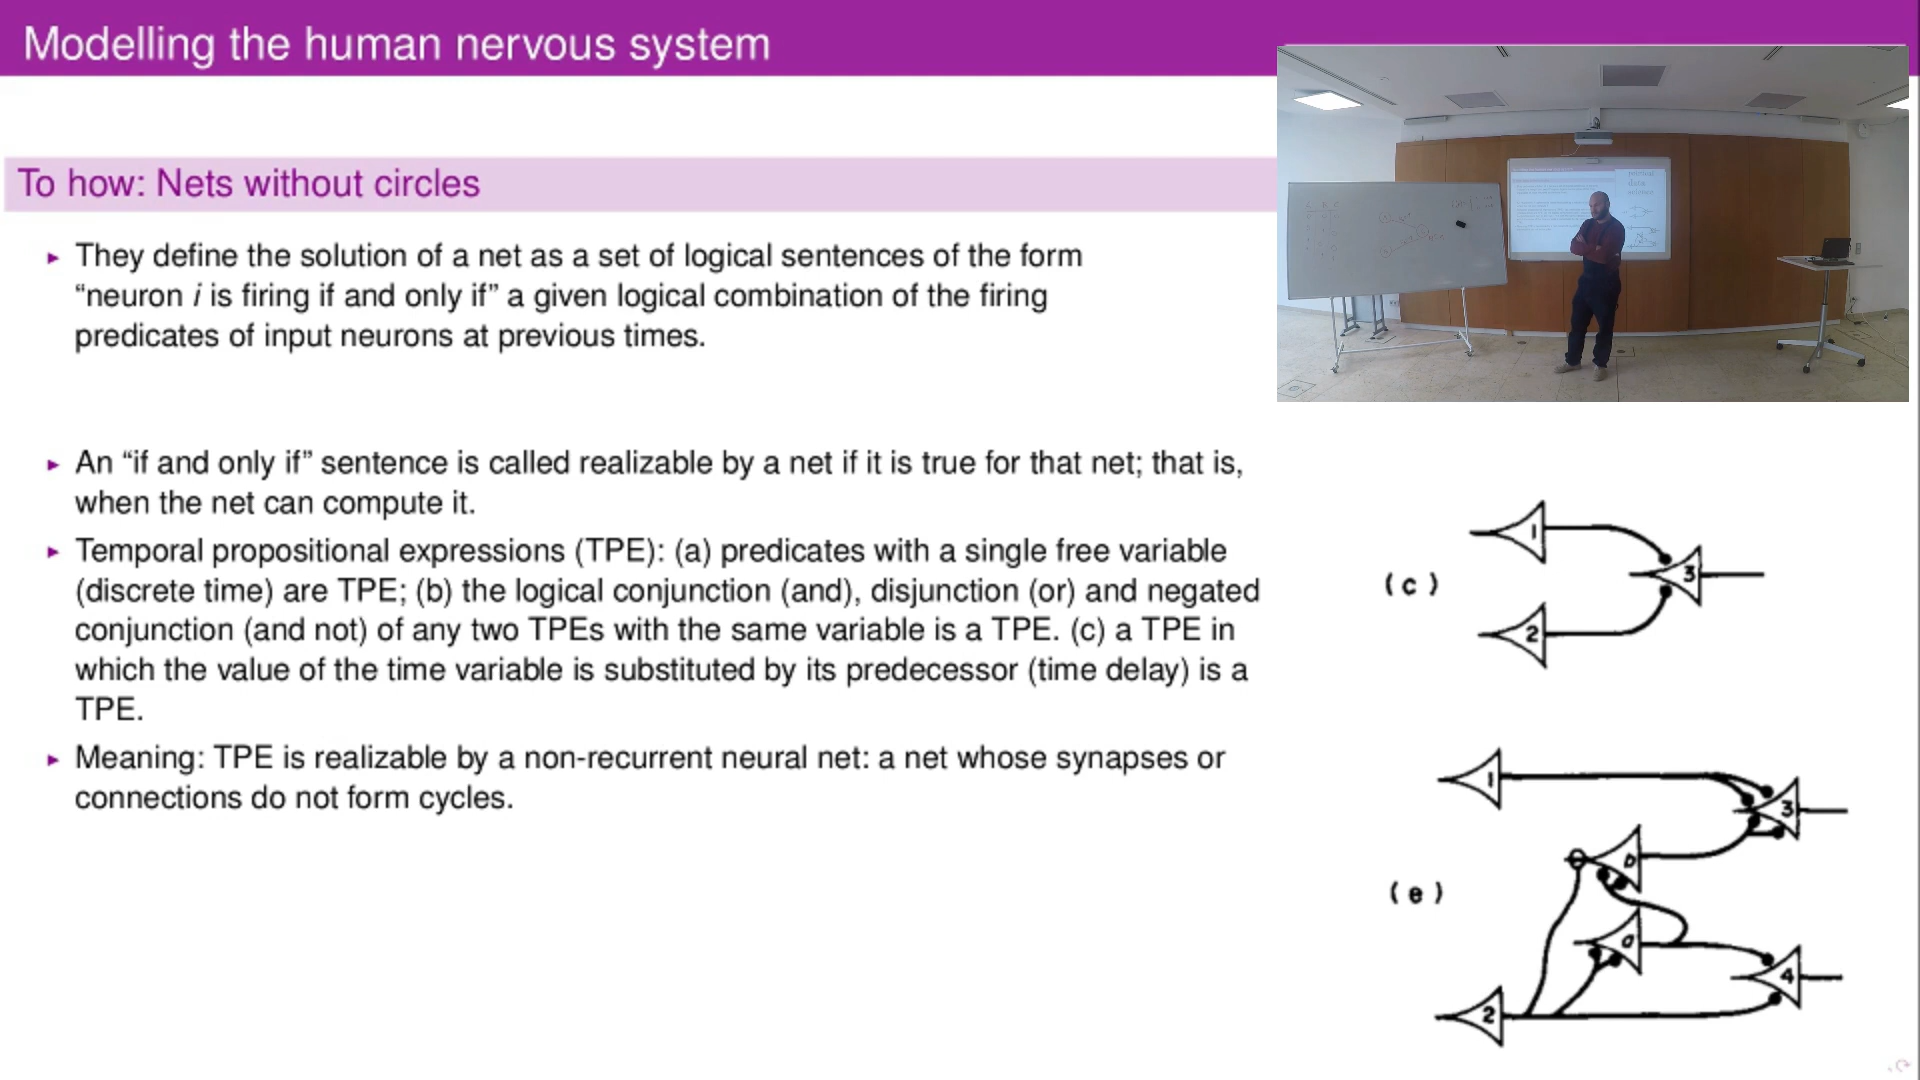 Modelling the human nervous system
To how: Nets without circles
They define the solution of a net as a set of logical sentences of the form
“neuron i is firing if and only if” a given logical combination of the firing
predicates of input neurons at previous times.
An “if and only if” sentence is called realizable by a net if it is true for that net; that is,
when the net can compute it.
Temporal propositional expressions (TPE): (a) predicates with a single free variable
(discrete time) are TPE; (b) the logical conjunction (and), disjunction (or) and negated
conjunction (and not) of any two TPEs with the same variable is a TPE. (c) a TPE in
which the value of the time variable is substituted by its predecessor (time delay) is a
TPE.
Meaning: TPE is realizable by a non-recurrent neural net: a net whose synapses or
connections do not form cycles.
1
(c)
3
2
1
3
b
(e)
a
4
2